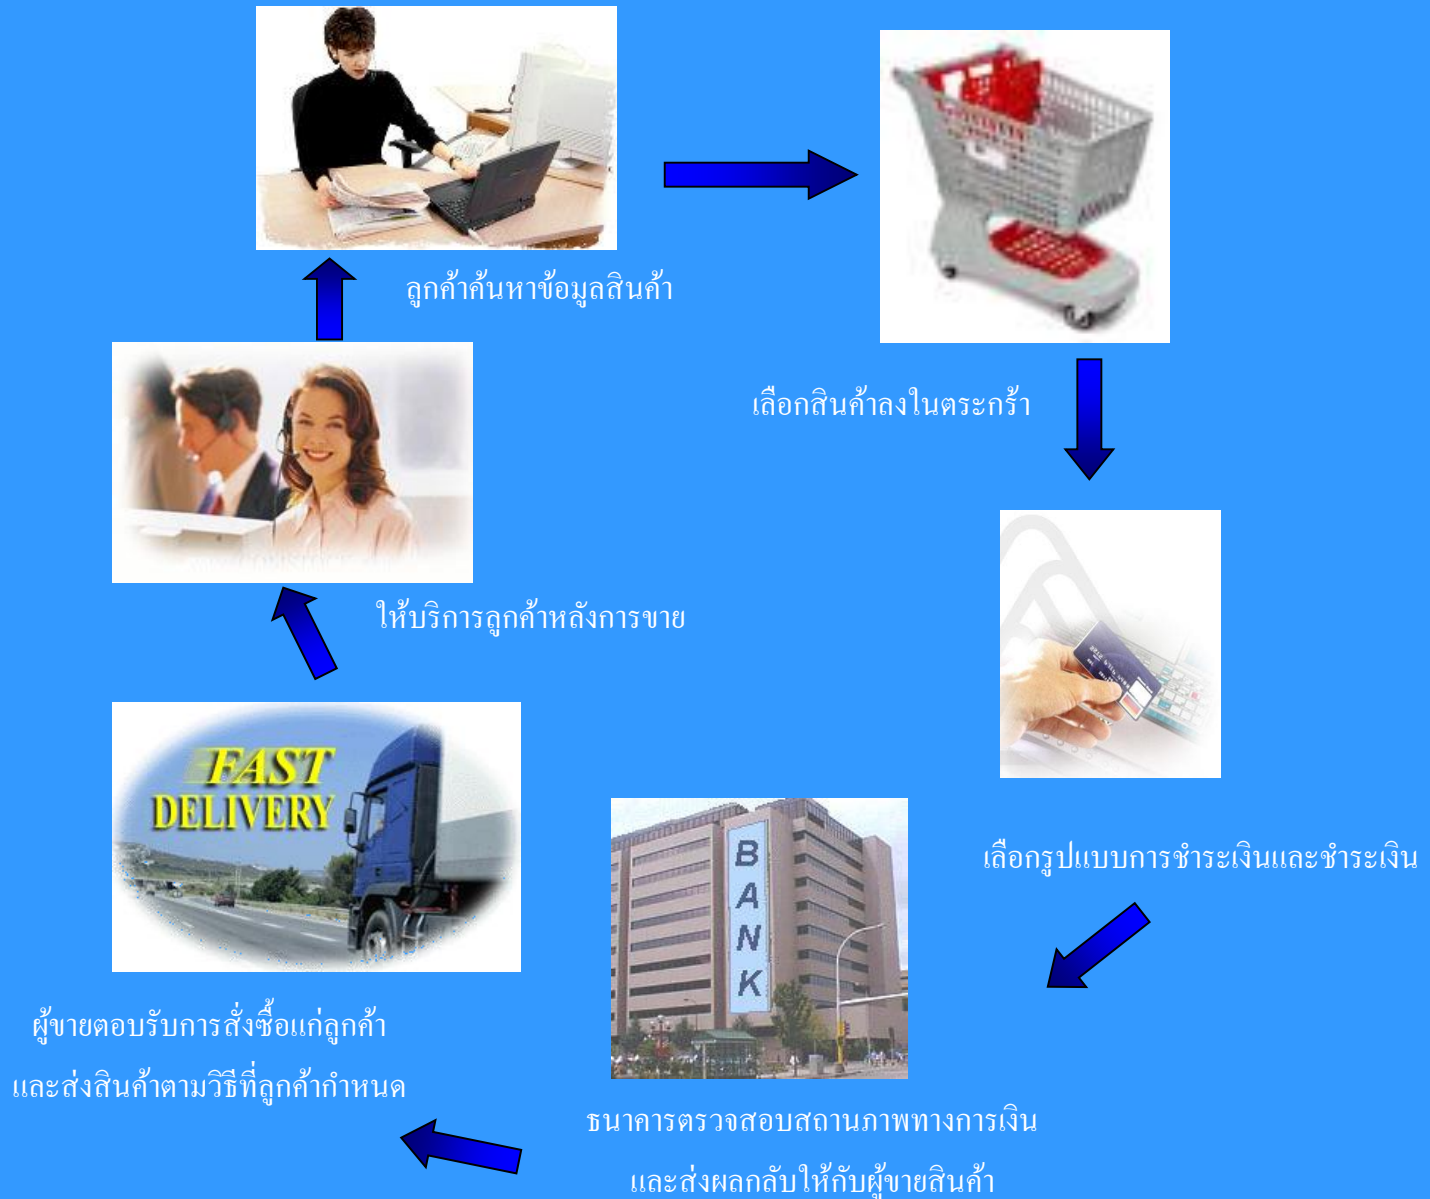 ลูกค้าค้นหาข้อมูลสินค้า
เลือกสินค้าลงในตระกร้า
เลือกรูปแบบการชำระเงินและชำระเงิน
BANK
ธนาคารตรวจสอบสถานภาพทางการเงิน
และส่งผลกลับให้กับผู้ขายสินค้า
FAST
DELIVERY
ผู้ขายตอบรับการสั่งซื้อแก่ลูกค้า
และส่งสินค้าตามวิธีที่ลูกค้ากำหนด
ให้บริการลูกค้าหลังการขาย